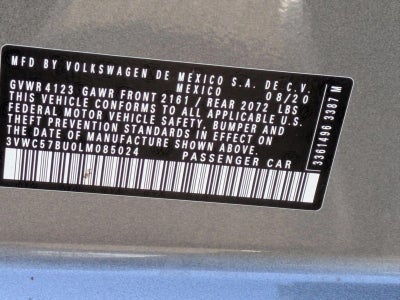 MFD BY VOLKSWAGEN DE MEXICO S.A. DE C.V.
MEXICO 08/20
GVWR 4123 GAWR FRONT 2161 / REAR 2072 LBS
THIS VEHICLE CONFORMS TO ALL APPLICABLE U.S.
FEDERAL MOTOR VEHICLE SAFETY, BUMPER AND
THEFT PREVENTION STANDARDS IN EFFECT ON
THE DATE OF MANUFACTURE SHOWN ABOVE.
3VWC57BU0LM085024 PASSENGER CAR
3361496 3387 M